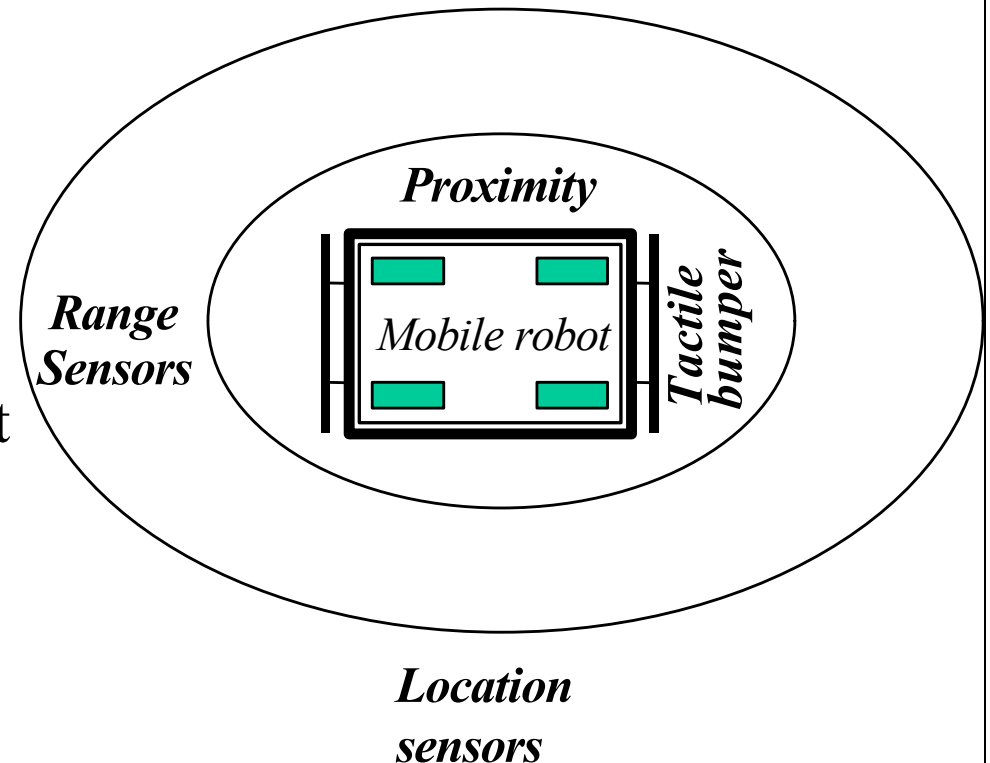 Proximity
Range
Sensors
Mobile robot
Tactile
bumper
t
Location
sensors